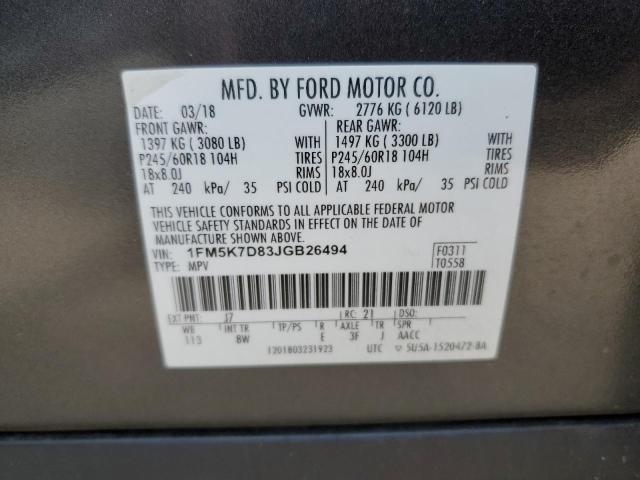 MFD. BY FORD MOTOR CO.
DATE: 03/18 GVWR: 2776 KG (6120 LB)
FRONT GAWR: REAR GAWR:
1397 KG (3080 LB) WITH 1497 KG (3300 LB) WITH
P245/60R18 104H TIRES P245/60R18 104H TIRES
18x8.0J RIMS 18x8.0J RIMS
AT 240 kPa/ 35 PSI COLD AT 240 kPa/ 35 PSI COLD
THIS VEHICLE CONFORMS TO ALL APPLICABLE FEDERAL MOTOR
VEHICLE SAFETY STANDARDS IN EFFECT ON THE DATE OF
MANUFACTURE SHOWN ABOVE.
VIN: 1FM5K7D83JGB26494 F0311
TYPE: MPV T0558
EXT PNT: J7 RC: 21 DSO:
WB INT TR TP/PS R AXLE TR SPR
113 8W E 3F J AACC
1201803231923 UTC ▽ 5U5A-1520472-BA